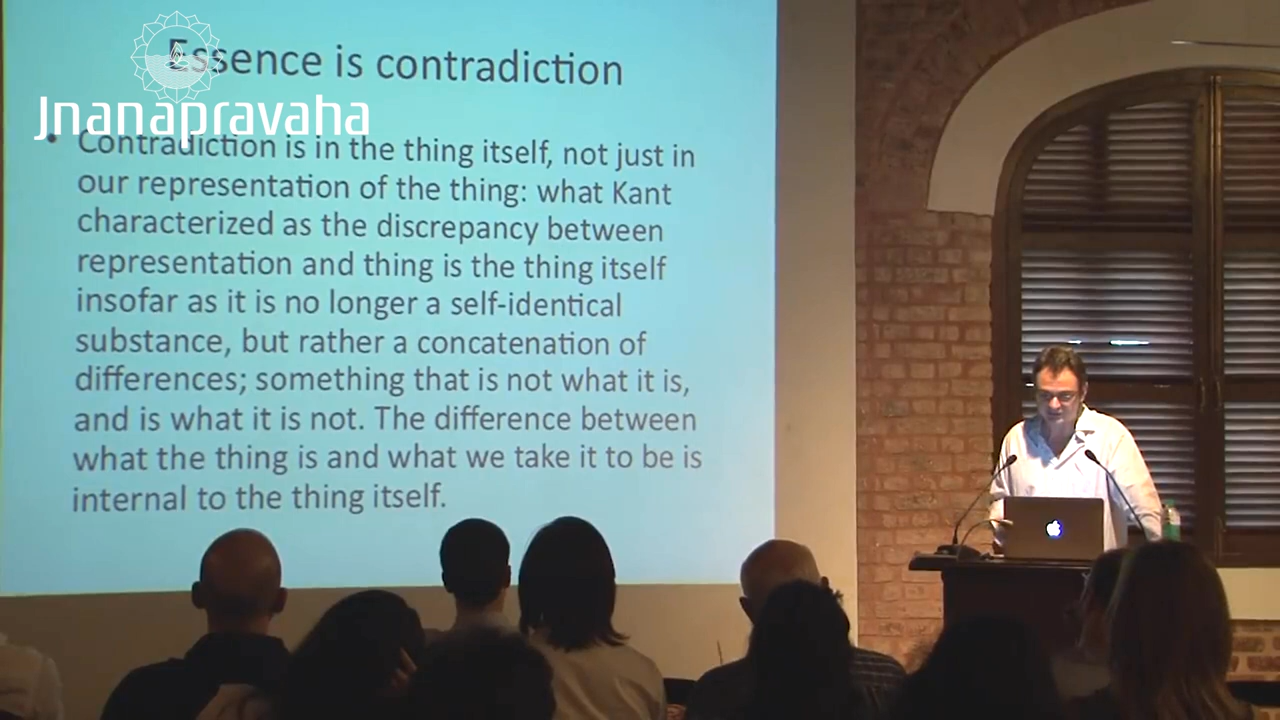 Essence is contradiction
Jnanapravaha
• Contradiction is in the thing itself, not just in
our representation of the thing: what Kant
characterized as the discrepancy between
representation and thing is the thing itself
insofar as it is no longer a self-identical
substance, but rather a concatenation of
differences; something that is not what it is,
and is what it is not. The difference between
what the thing is and what we take it to be is
internal to the thing itself.